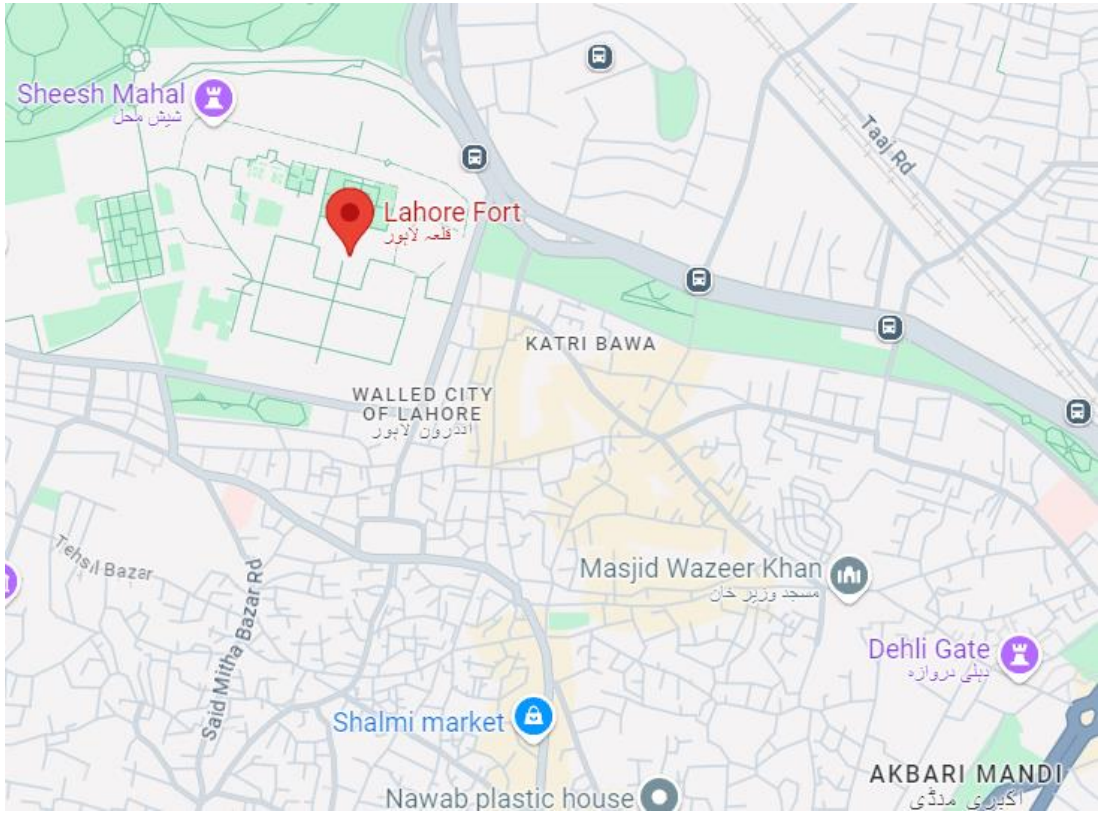 Sheesh Mahal
شیش محل
Taaj Rd
Lahore Fort
قلعہ لاہور
KATRI BAWA
WALLED CITY
OF LAHORE
اندرون لاہور
Tehsil Bazar
Said Mitha Bazar Rd
Masjid Wazeer Khan
مسجد وزیر خان
Dehli Gate
دہلی دروازہ
Shalmi market
AKBARI MANDI
اکبری منڈی
Nawab plastic house